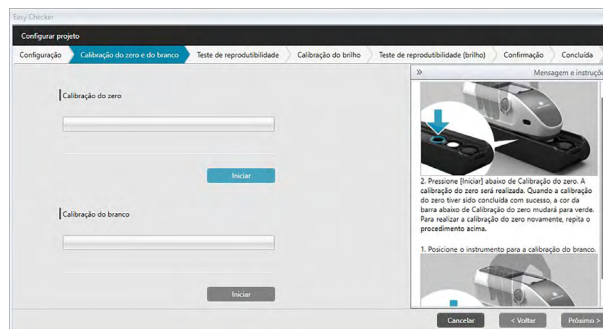 Easy Checker
Configurar projeto
Configuração Calibração do zero e do branco Teste de reprodutibilidade Calibração do brilho Teste de reprodutibilidade (brilho) Confirmação Concluída
» Mensagem e instruçõe
Calibração do zero
Iniciar
2. Pressione [Iniciar] abaixo de Calibração do zero. A
calibração do zero será realizada. Quando a calibração
do zero tiver sido concluída com sucesso, a cor da
barra abaixo de Calibração do zero mudará para verde.
Para realizar a calibração do zero novamente, repita o
procedimento acima.
Calibração do branco
1. Posicione o instrumento para a calibração do branco.
Iniciar
Cancelar < Voltar Próximo >